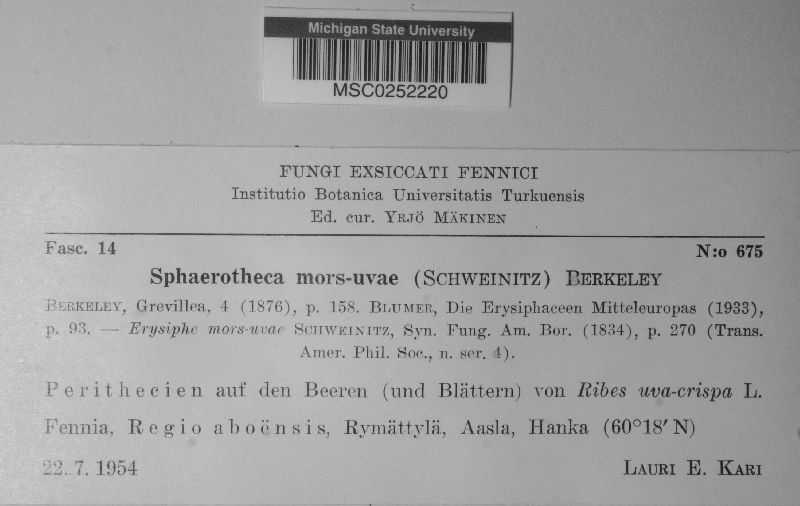 Michigan State University
MSC0252220
FUNGI EXSICCATI FENNICI
Institutio Botanica Universitatis Turkuensis
Ed. cur. YRJÖ MÄKINEN
Fasc. 14 N:o 675
Sphaerotheca mors-uvae (SCHWEINITZ) BERKELEY
BERKELEY, Grevillea, 4 (1876), p. 158. BLUMER, Die Erysiphaceen Mitteleuropas (1933),
p. 93. — Erysiphe mors-uvae SCHWEINITZ, Syn. Fung. Am. Bor. (1834), p. 270 (Trans.
Amer. Phil. Soc., n. ser. 4).
Perithecien auf den Beeren (und Blättern) von Ribes uva-crispa L.
Fennia, Regio aboënsis, Rymättylä, Aasla, Hanka (60°18′ N)
22. 7. 1954 LAURI E. KARI